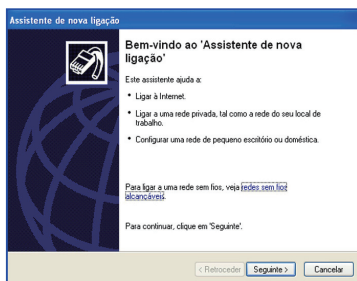 Assistente de nova ligação
Bem-vindo ao 'Assistente de nova
ligação'
Este assistente ajuda a:
• Ligar à Internet.
• Ligar a uma rede privada, tal como a rede do seu local de
trabalho.
• Configurar uma rede de pequeno escritório ou doméstica.
Para ligar a uma rede sem fios, veja redes sem fios
alcançáveis.
Para continuar, clique em 'Seguinte'.
< Retroceder Seguinte > Cancelar